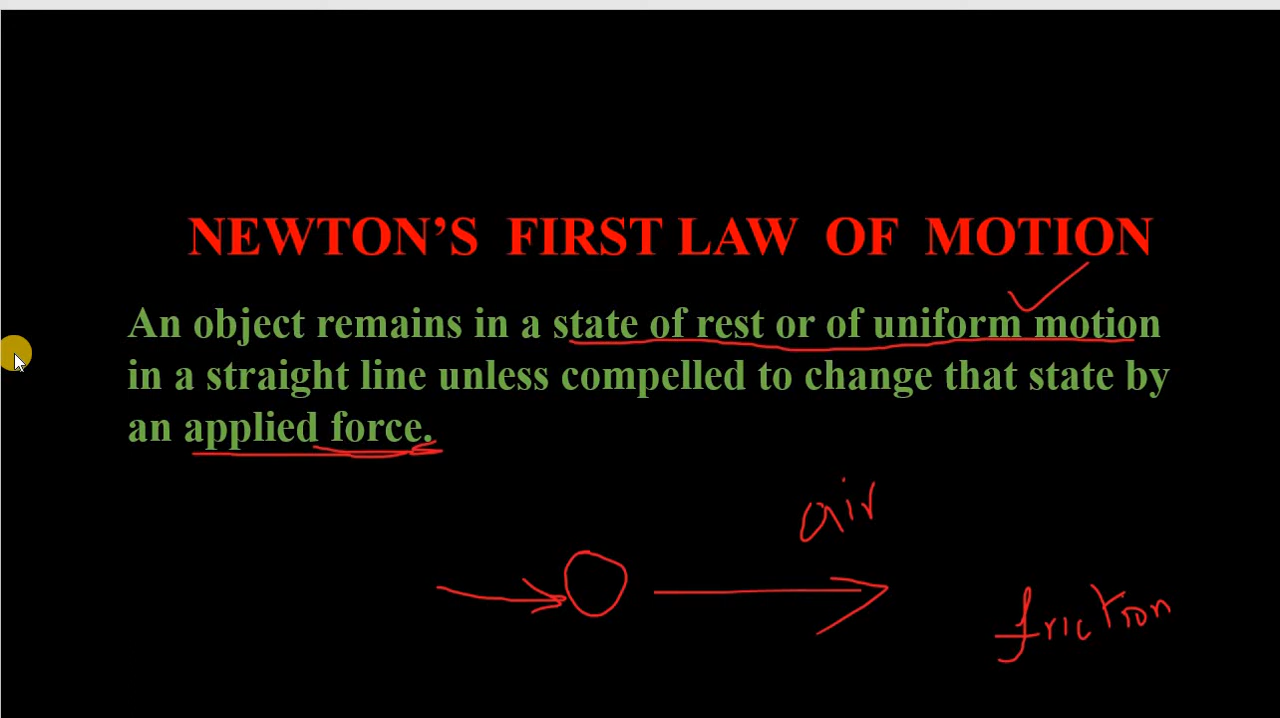 NEWTON’S FIRST LAW OF MOTION
An object remains in a state of rest or of uniform motion
in a straight line unless compelled to change that state by
an applied force.
air
friction